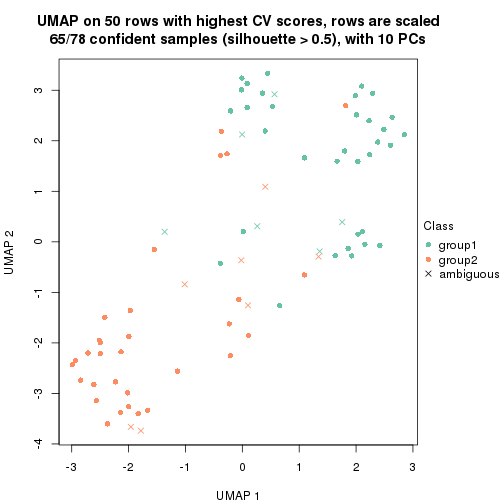 UMAP on 50 rows with highest CV scores, rows are scaled
65/78 confident samples (silhouette > 0.5), with 10 PCs
3
2
1
0
-1
-2
-3
-4
UMAP 2
-3
-2
-1
0
1
2
3
UMAP 1
Class
group1
group2
ambiguous